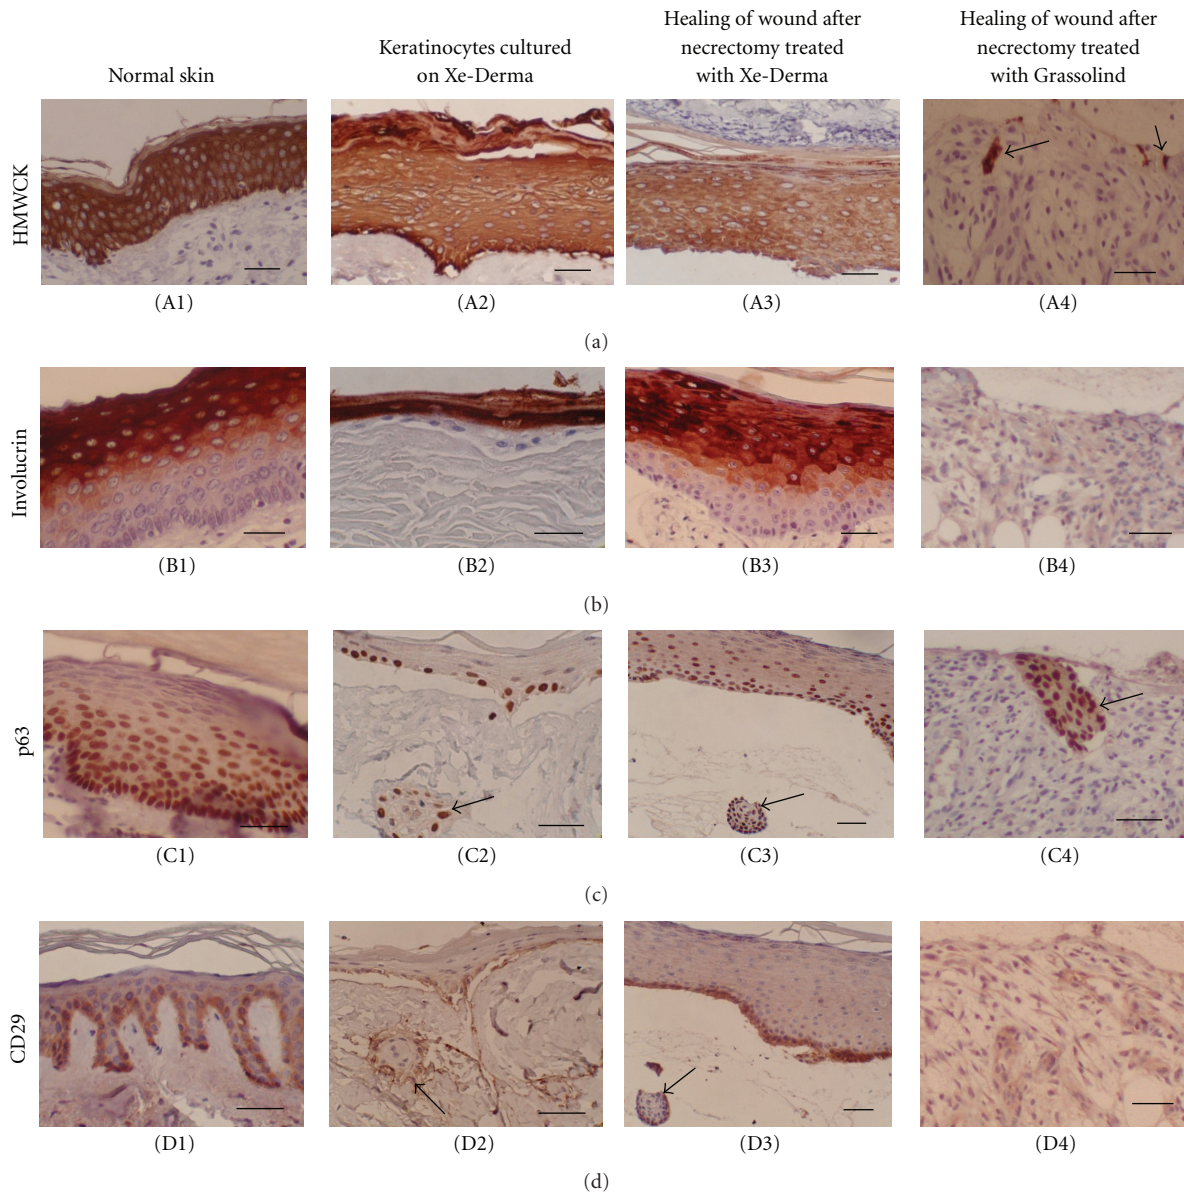 Normal skin
Keratinocytes cultured
on Xe-Derma
Healing of wound after
necrectomy treated
with Xe-Derma
Healing of wound after
necrectomy treated
with Grassolind
HMWCK
(A1)
(A2)
(A3)
(A4)
(a)
Involucrin
(B1)
(B2)
(B3)
(B4)
(b)
p63
(C1)
(C2)
(C3)
(C4)
(c)
CD29
(D1)
(D2)
(D3)
(D4)
(d)